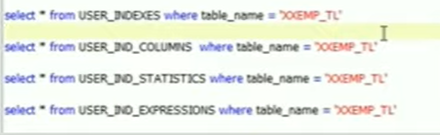 select * from USER_INDEXES where table_name = 'XXEMP_TL'
select * from USER_IND_COLUMNS where table_name = 'XXEMP_TL'
select * from USER_IND_STATISTICS where table_name = 'XXEMP_TL'
select * from USER_IND_EXPRESSIONS where table_name = 'XXEMP_TL'